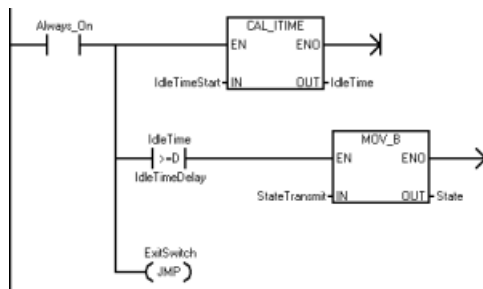 Always_On
CAL_ITIME
EN ENO
IdleTimeStart IN OUT IdleTime
IdleTime
>=D
IdleTimeDelay
MOV_B
EN ENO
StateTransmit IN OUT State
ExitSwitch
JMP